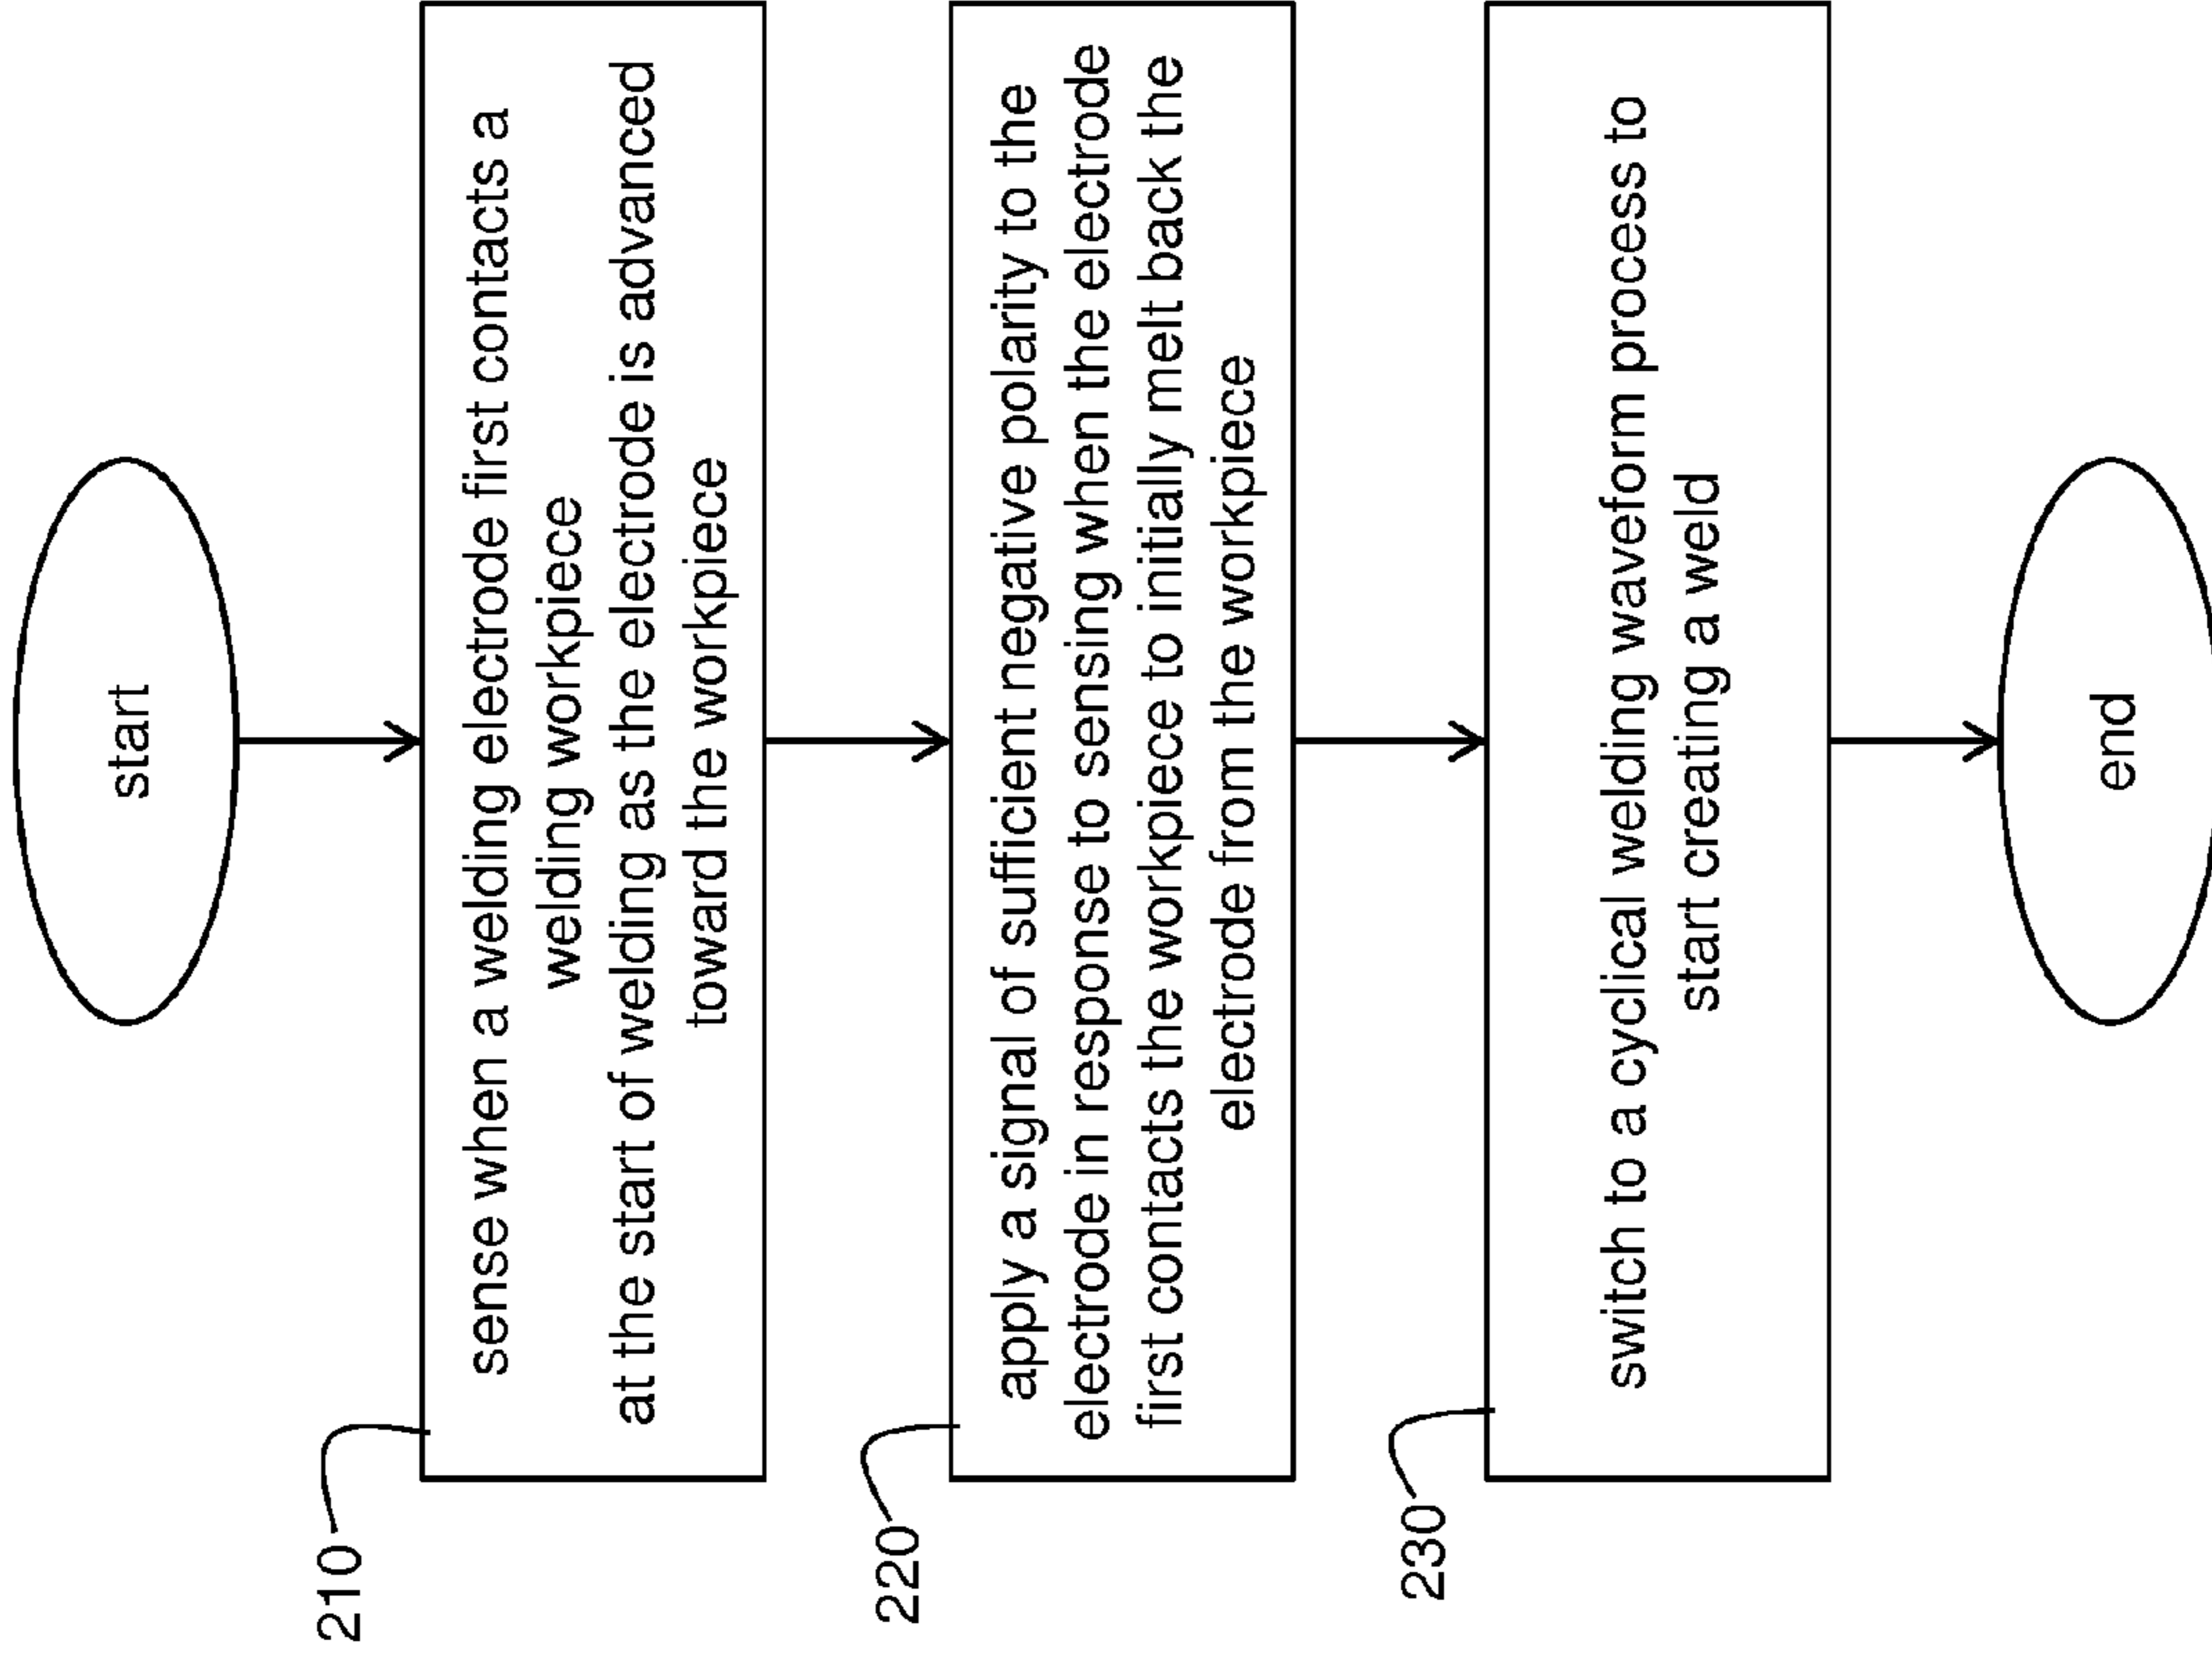 start
210
sense when a welding electrode first contacts a
welding workpiece
at the start of welding as the electrode is advanced
toward the workpiece
220
apply a signal of sufficient negative polarity to the
electrode in response to sensing when the electrode
first contacts the workpiece to initially melt back the
electrode from the workpiece
230
switch to a cyclical welding waveform process to
start creating a weld
end